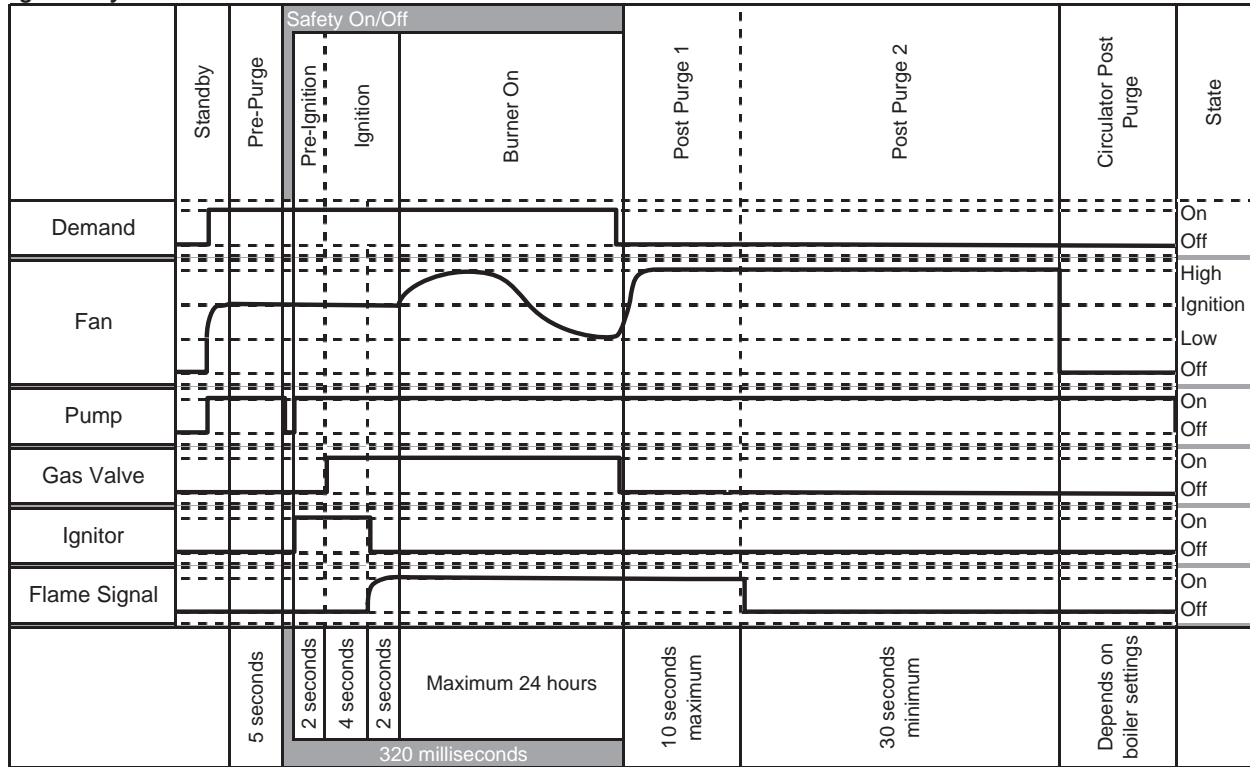 Safety On/Off
Standby
Pre-Purge
Pre-Ignition
Ignition
Burner On
Post Purge 1
Post Purge 2
Circulator Post
Purge
State
Demand
On
Off
Fan
High
Ignition
Low
Off
Pump
On
Off
Gas Valve
On
Off
Ignitor
On
Off
Flame Signal
On
Off
5 seconds
2 seconds
4 seconds
2 seconds
Maximum 24 hours
10 seconds
maximum
30 seconds
minimum
Depends on
boiler settings
320 milliseconds